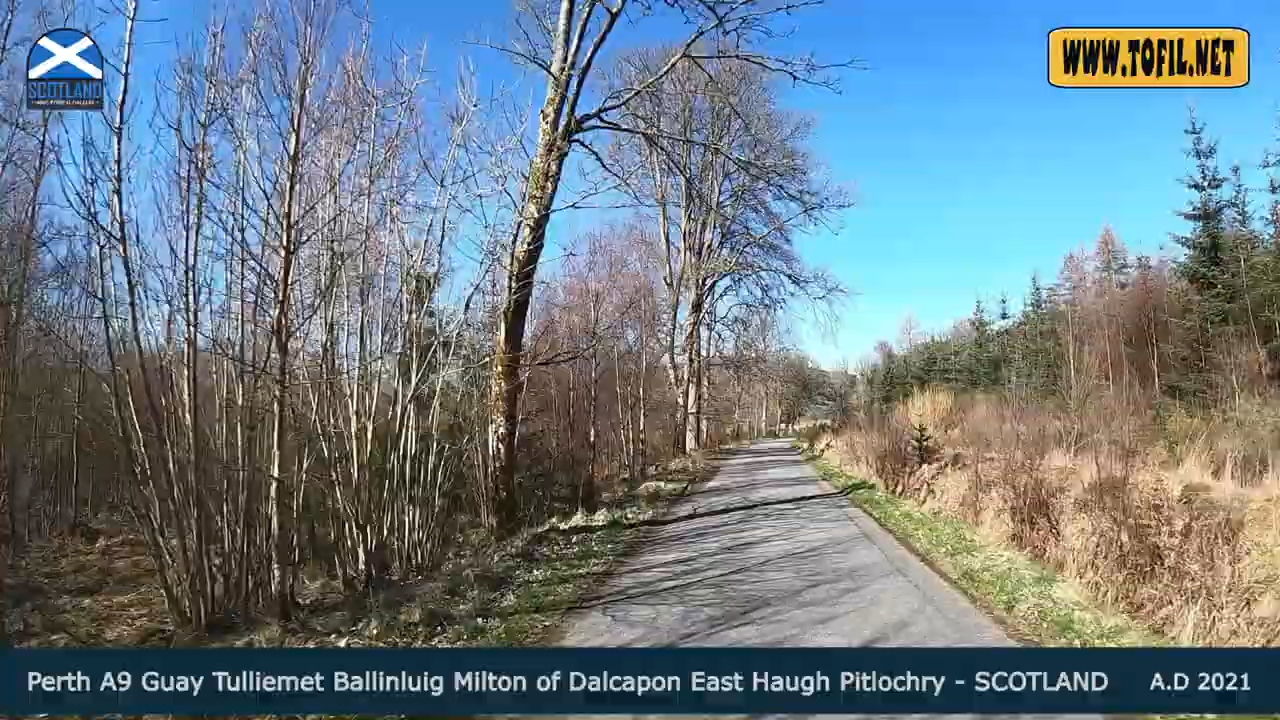 SCOTLAND
WWW.TOFIL.NET
Perth A9 Guay Tulliemet Ballinluig Milton of Dalcapon East Haugh Pitlochry - SCOTLAND A.D 2021